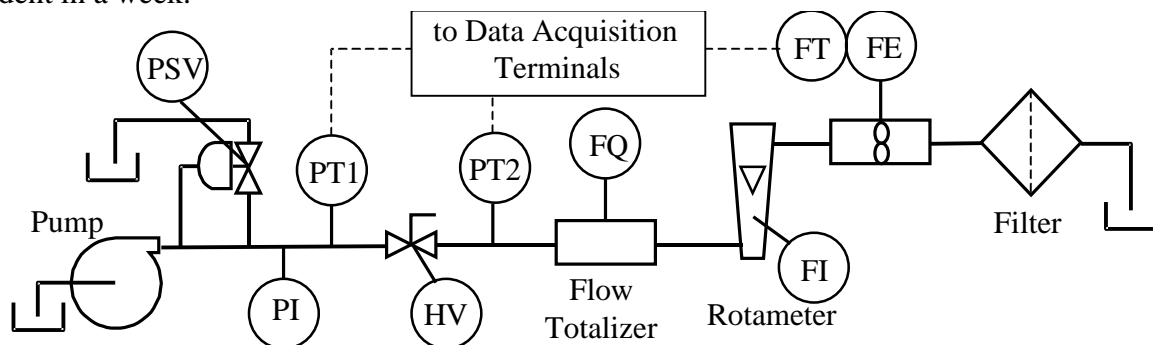 dent in a week.
to Data Acquisition
Terminals
FT
FE
PSV
FQ
PT1
PT2
Pump
Filter
PI
HV
Flow
Totalizer
FI
Rotameter